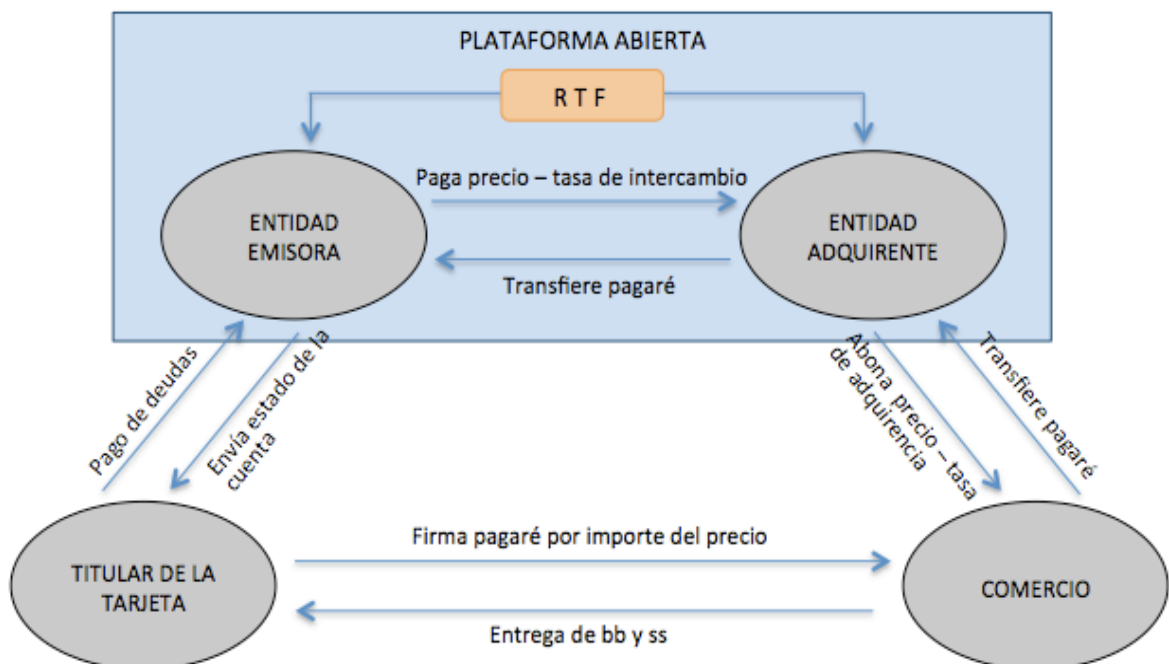 PLATAFORMA ABIERTA
R T F
Paga precio – tasa de intercambio
ENTIDAD
EMISORA
ENTIDAD
ADQUIRENTE
Transfiere pagaré
Pago de deudas
Envía estado de la
cuenta
Abona precio – tasa
de adquirencia
Transfiere pagaré
Firma pagaré por importe del precio
TITULAR DE LA
TARJETA
COMERCIO
Entrega de bb y ss